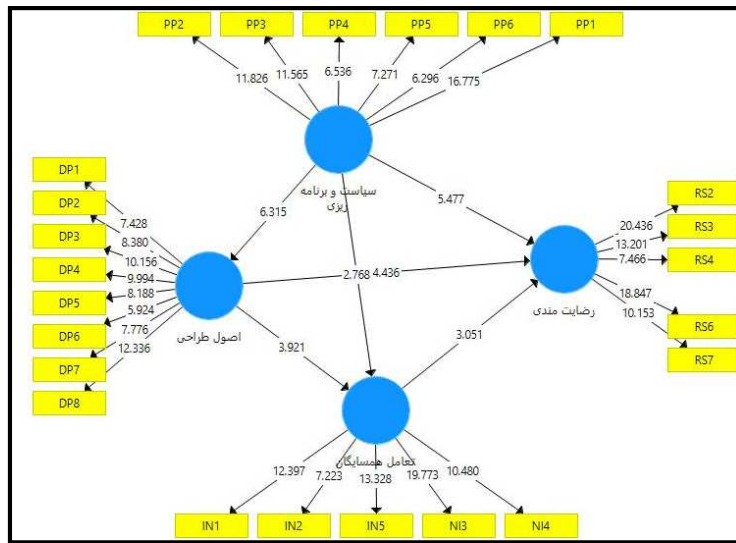 PP2 PP3 PP4 PP5 PP6 PP1
11.826 11.565 6.536 7.271 6.296 16.775
سیاست و برنامه
ریزی
DP1
DP2
DP3
DP4
DP5
DP6
DP7
DP8
7.428
8.380
10.156
9.994
8.188
5.924
7.776
12.336
6.315
5.477
اصول طراحی
2.768
4.436
3.921
3.051
رضایت مندی
RS2
RS3
RS4
RS6
RS7
20.436
13.201
7.466
18.847
10.153
تعامل همسایگان
12.397 7.223 13.328 19.773 10.480
IN1 IN2 IN5 NI3 NI4